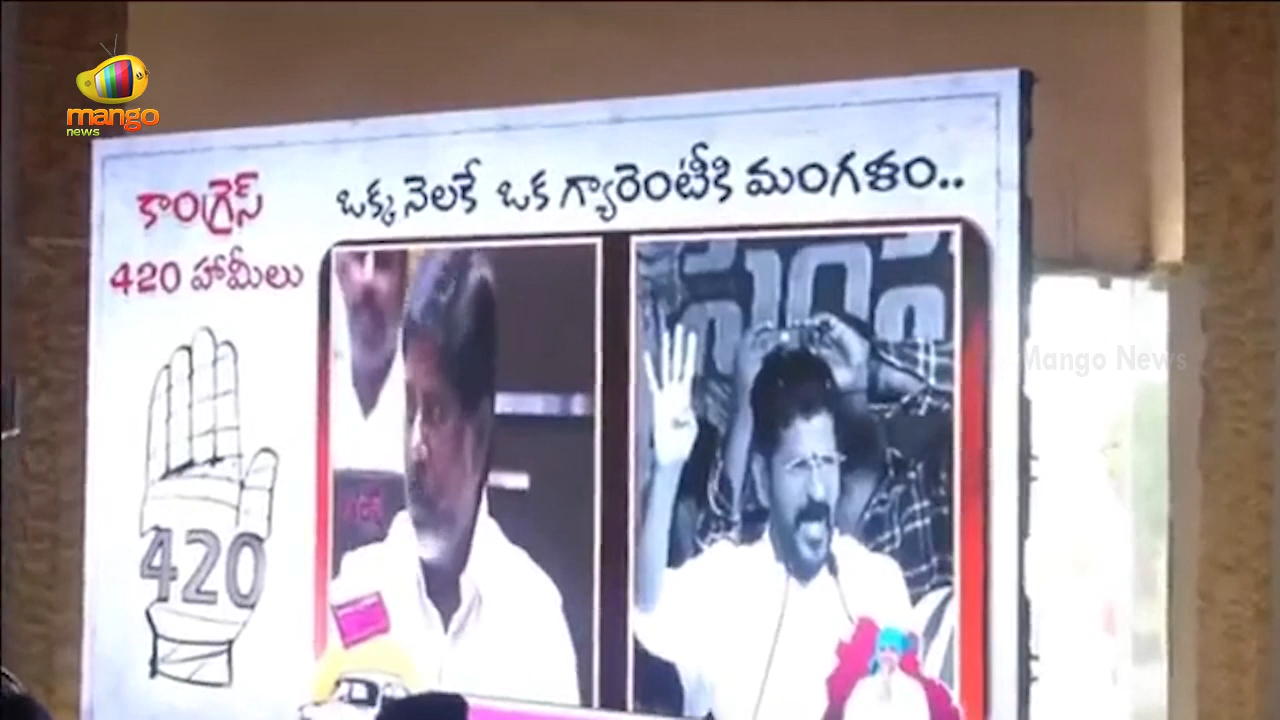 mango
news
కాంగ్రెస్
420 హామీలు
ఒక్క నెలకే ఒక గ్యారెంటీకి మంగళం..
420
Mango News